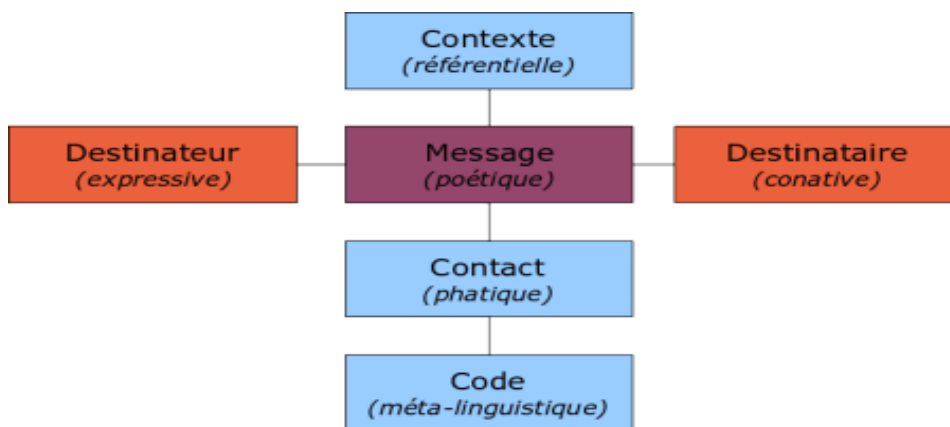 Contexte
(référentielle)
Destinateur
(expressive)
Message
(poétique)
Destinataire
(conative)
Contact
(phatique)
Code
(méta-linguistique)